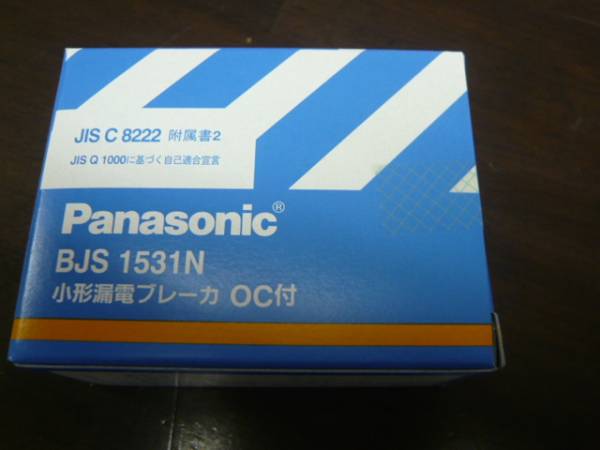 JIS C 8222 附属書2
JIS Q 1000に基づく自己適合宣言
Panasonic®
BJS 1531N
小形漏電ブレーカ OC付